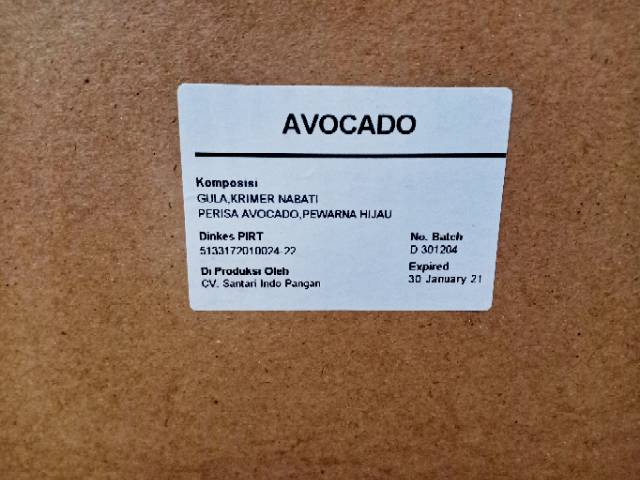 AVOCADO
Komposisi
GULA,KRIMER NABATI
PERISA AVOCADO,PEWARNA HIJAU
Dinkes PIRT
5133172010024-22
No. Batch
D 301204
Di Produksi Oleh
CV. Santari Indo Pangan
Expired
30 January 21